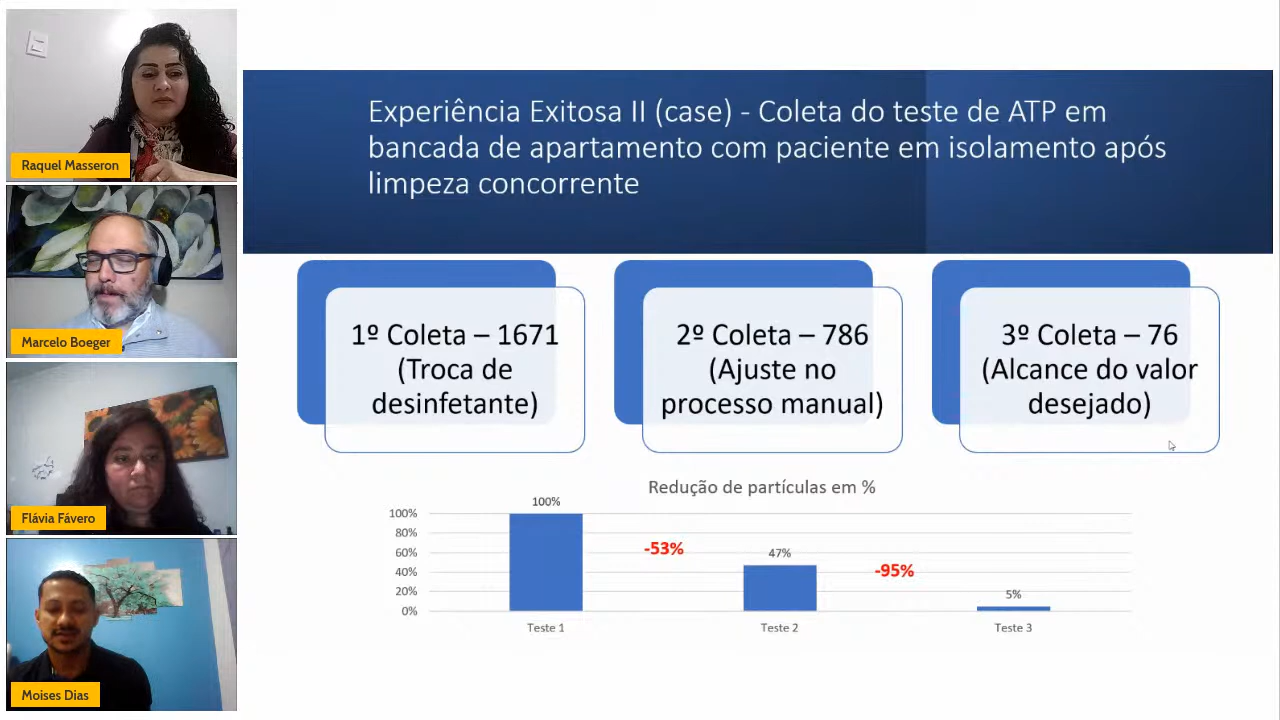 Raquel Masseron
Marcelo Boeger
Flávia Fávero
Moises Dias
Experiência Exitosa II (case) - Coleta do teste de ATP em
bancada de apartamento com paciente em isolamento após
limpeza concorrente
1º Coleta – 1671
(Troca de
desinfetante)
2º Coleta – 786
(Ajuste no
processo manual)
3º Coleta – 76
(Alcance do valor
desejado)
Redução de partículas em %
100%
80%
60%
40%
20%
0%
100%
-53%
47%
-95%
5%
Teste 1
Teste 2
Teste 3